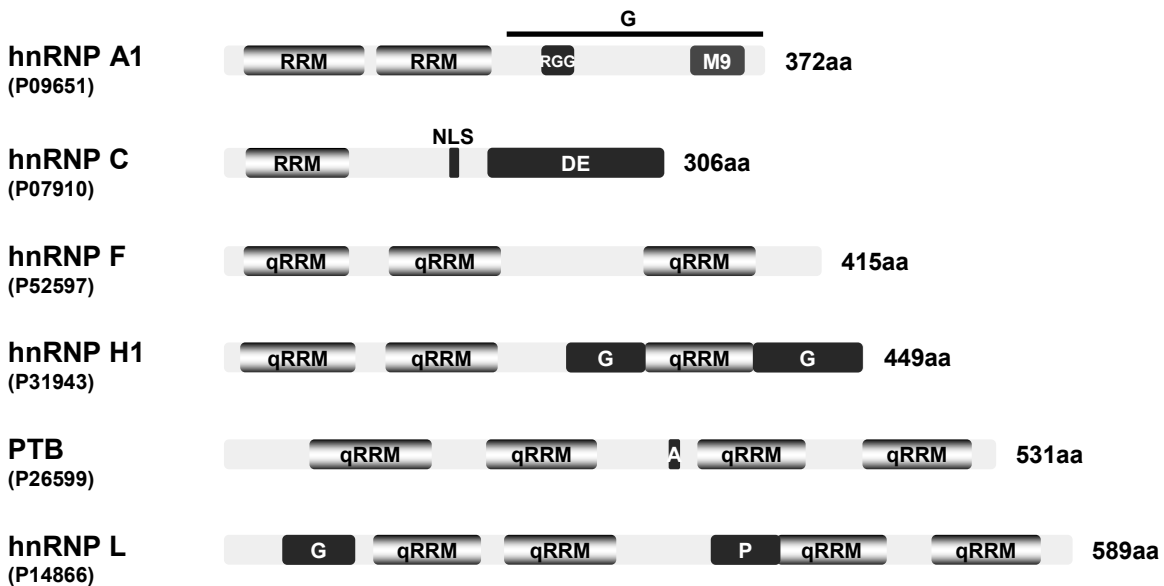 G
hnRNP A1 RRM RRM RGG M9 372aa
(P09651)
NLS
hnRNP C RRM DE 306aa
(P07910)
hnRNP F qRRM qRRM qRRM 415aa
(P52597)
hnRNP H1 qRRM qRRM G qRRM G 449aa
(P31943)
PTB qRRM qRRM A qRRM qRRM 531aa
(P26599)
hnRNP L G qRRM qRRM P qRRM qRRM 589aa
(P14866)